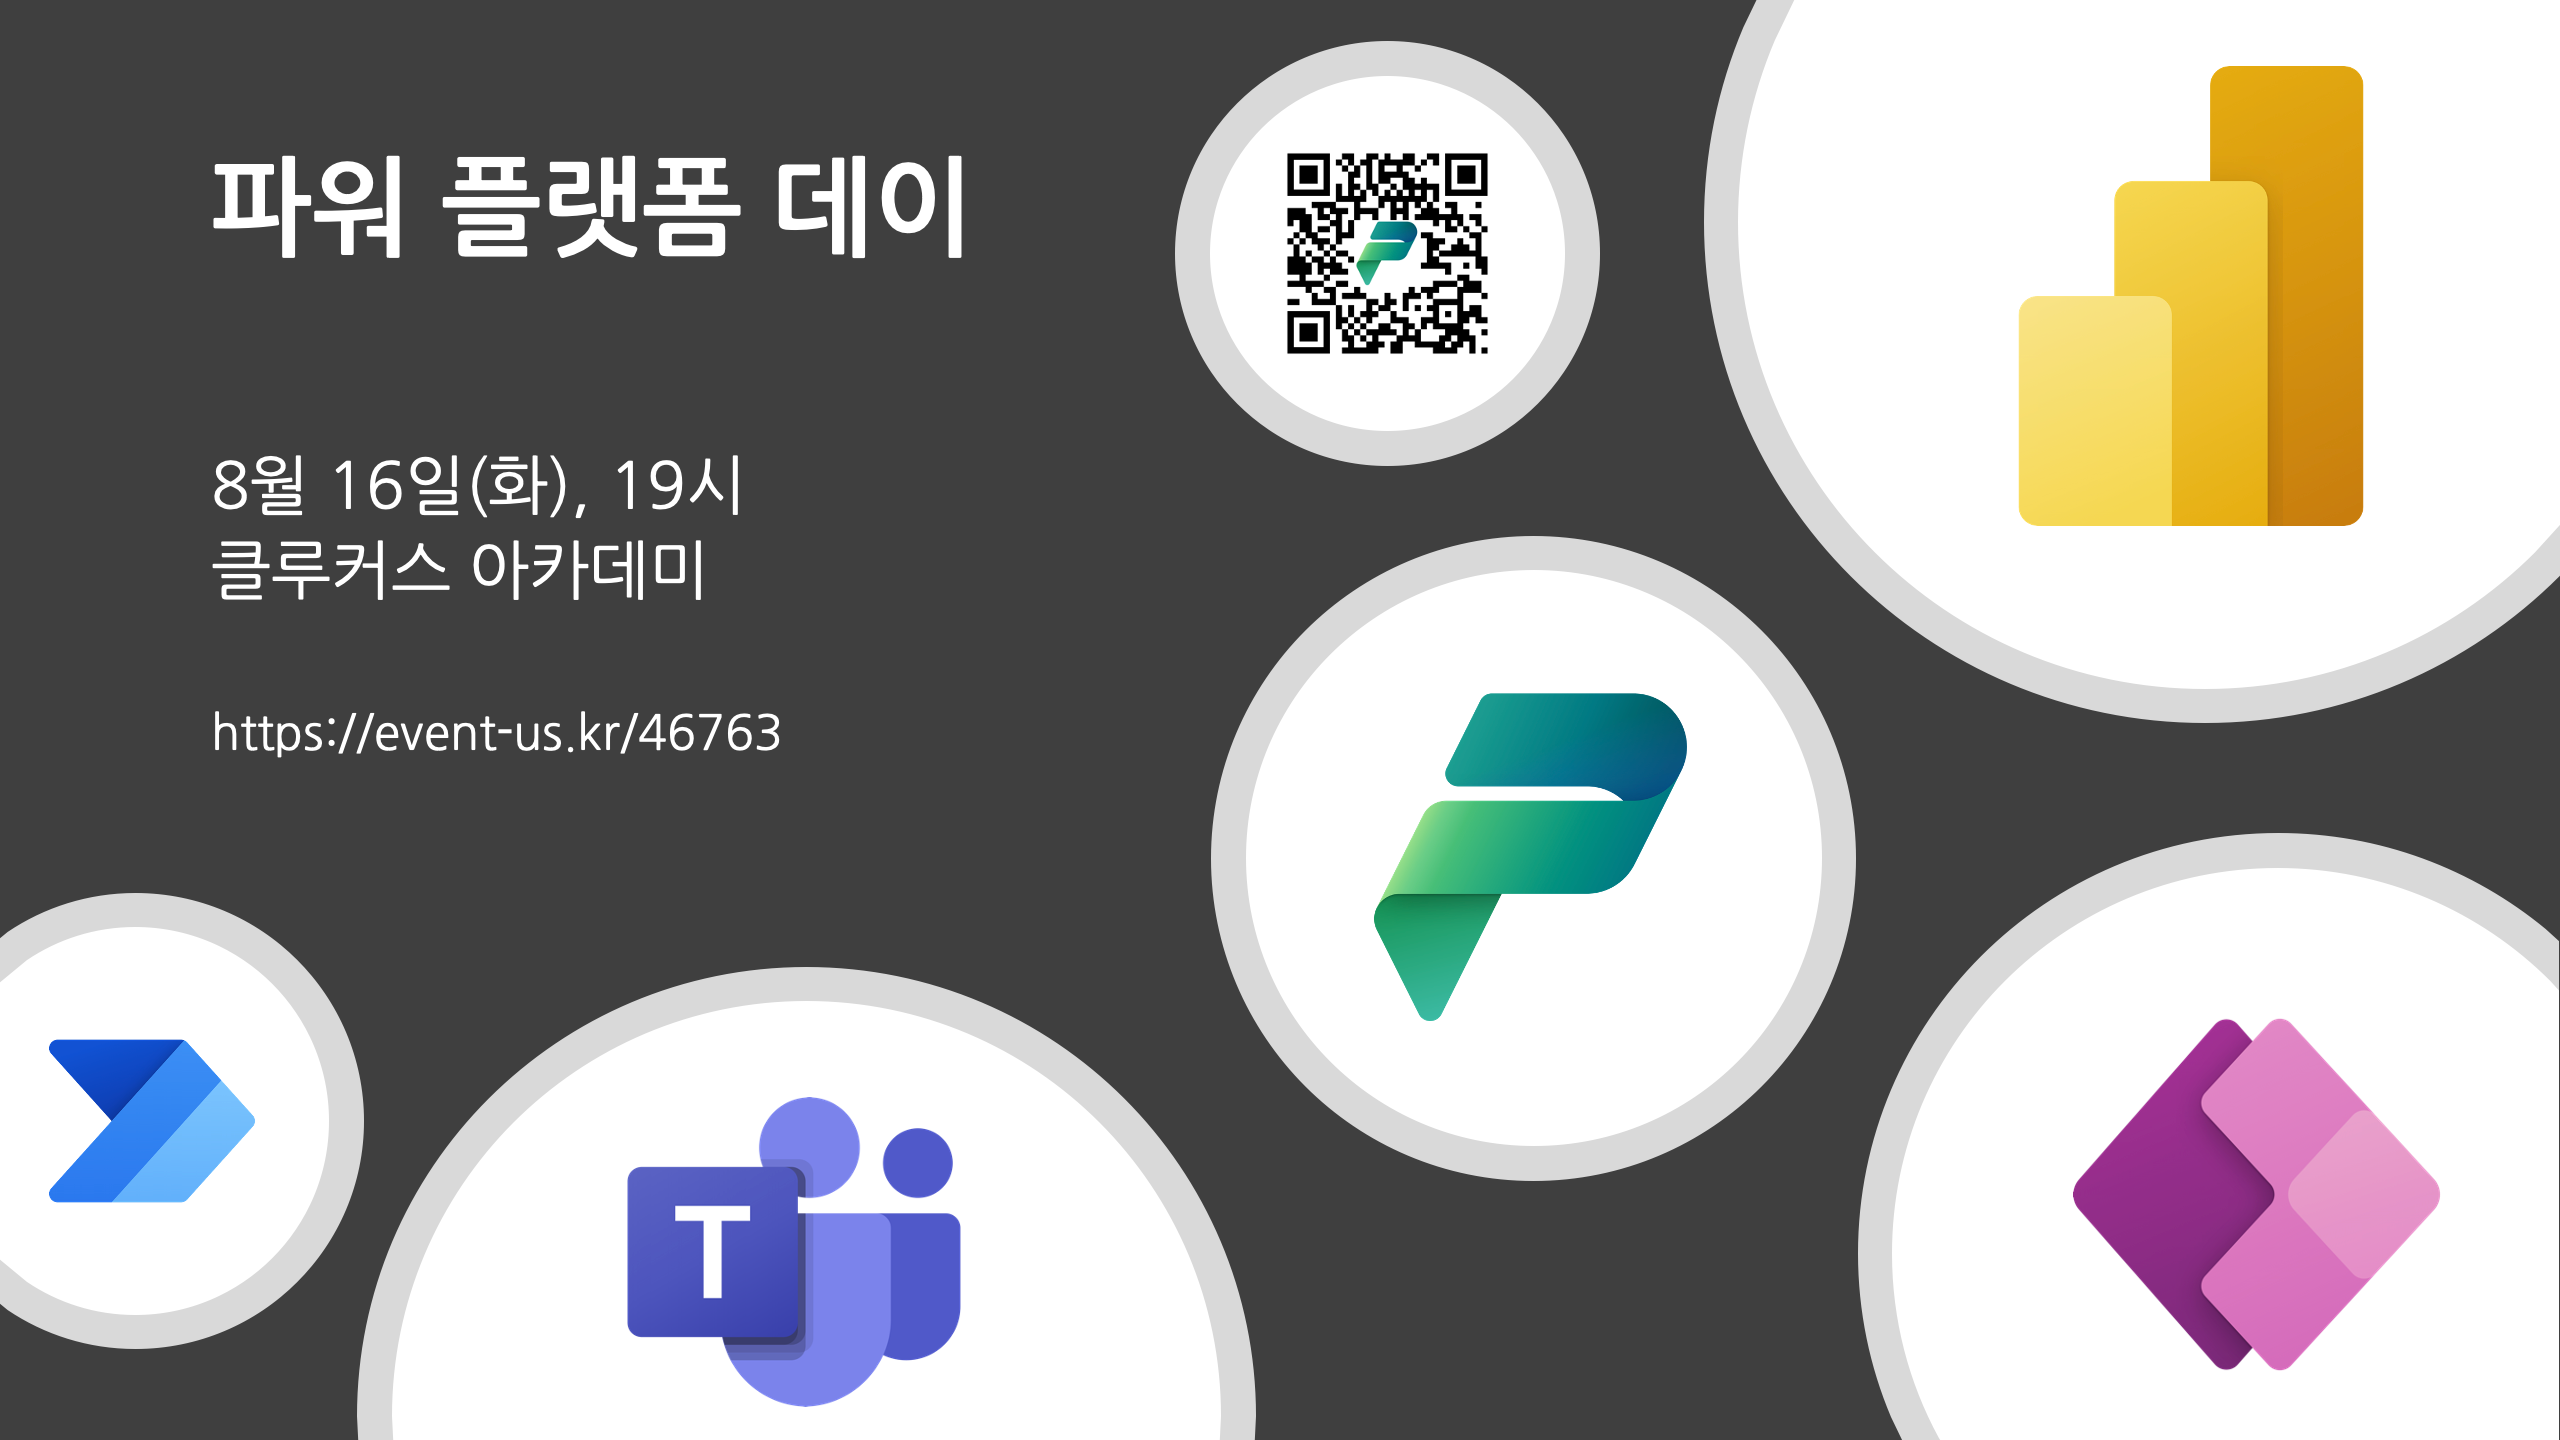 파워 플랫폼 데이
8월 16일(화), 19시
클루커스 아카데미
https://event-us.kr/46763
T